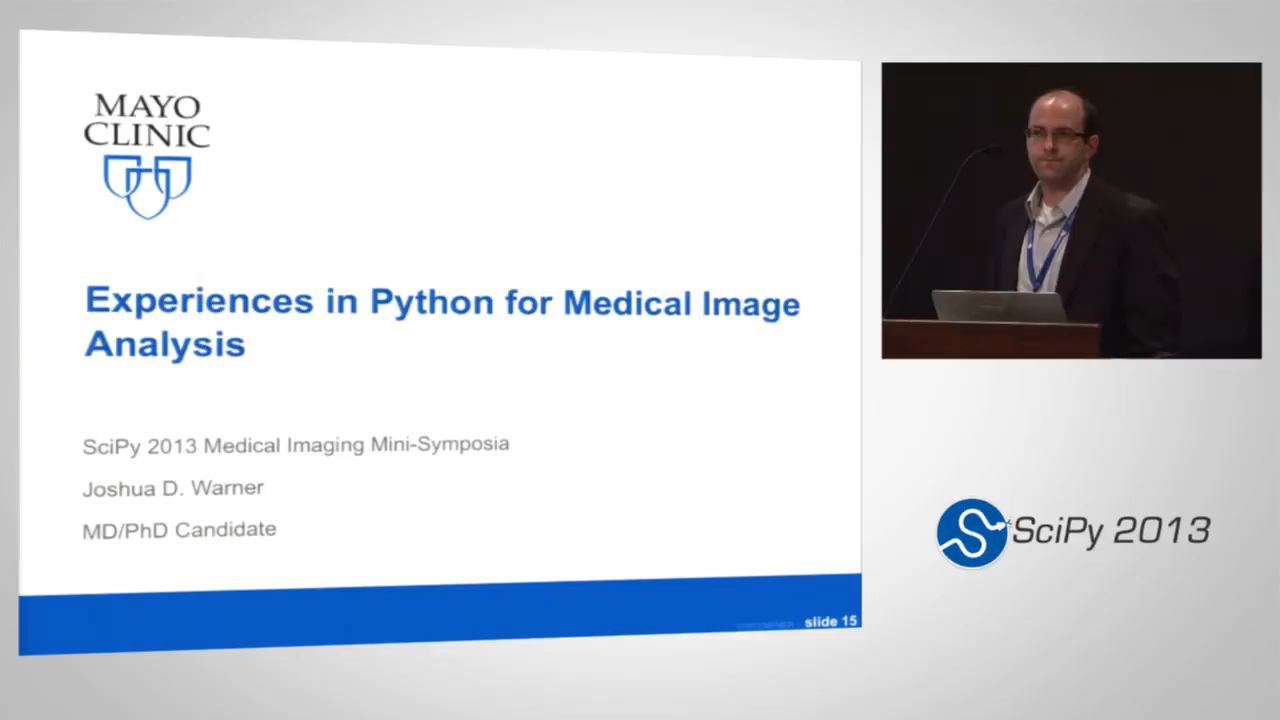 MAYO
CLINIC
Experiences in Python for Medical Image
Analysis
SciPy 2013 Medical Imaging Mini-Symposia
Joshua D. Warner
MD/PhD Candidate
slide 15
SciPy 2013